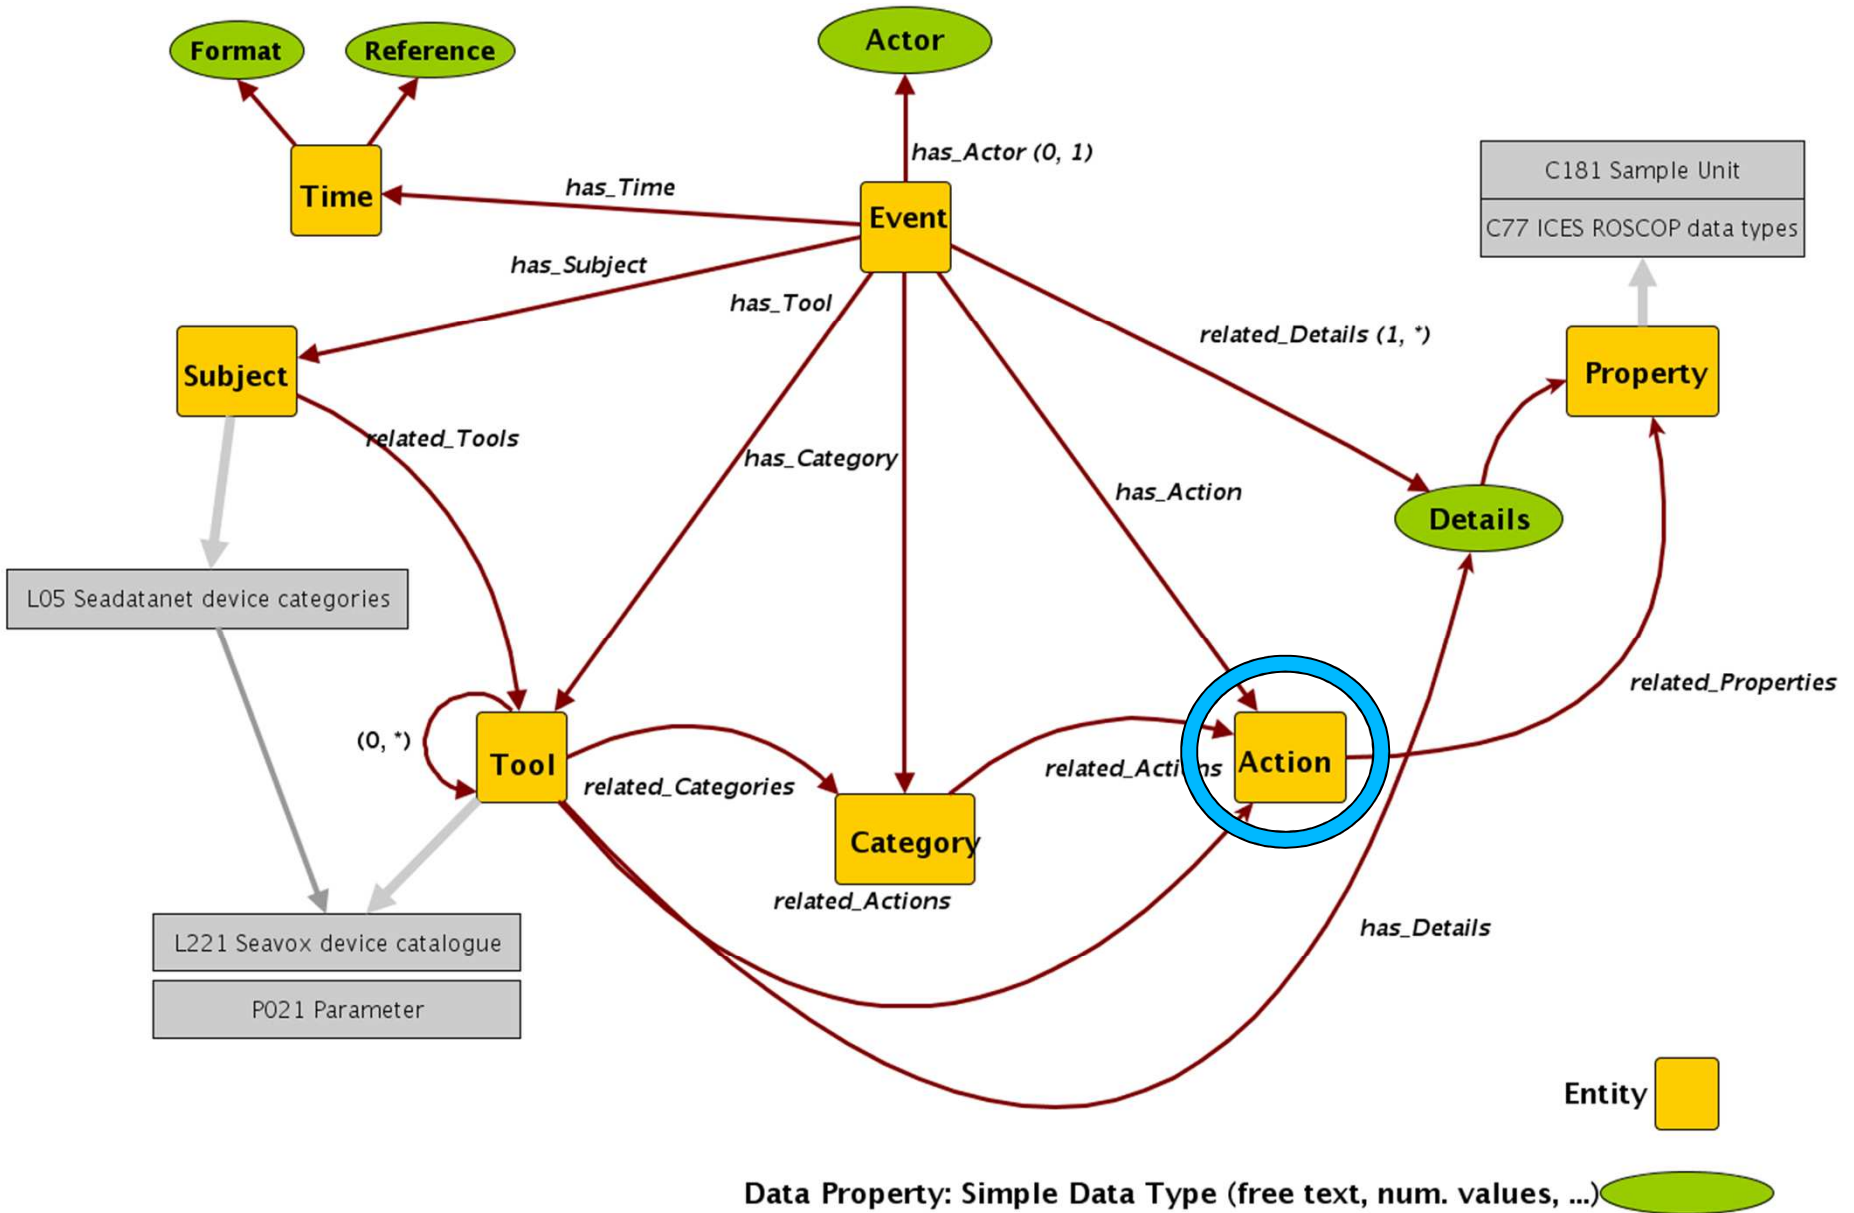 Format
Reference
Actor
has_Actor (0, 1)
C181 Sample Unit
Time
has_Time
Event
C77 ICES ROSCOP data types
has_Subject
has_Tool
related_Details (1, *)
Subject
Property
related_Tools
has_Category
has_Action
Details
L05 Seadatanet device categories
related_Properties
(0, *)
Tool
related_Categories
related_Actions
Action
Category
related_Actions
has_Details
L221 Seavox device catalogue
P021 Parameter
Entity
Data Property: Simple Data Type (free text, num. values, ...)